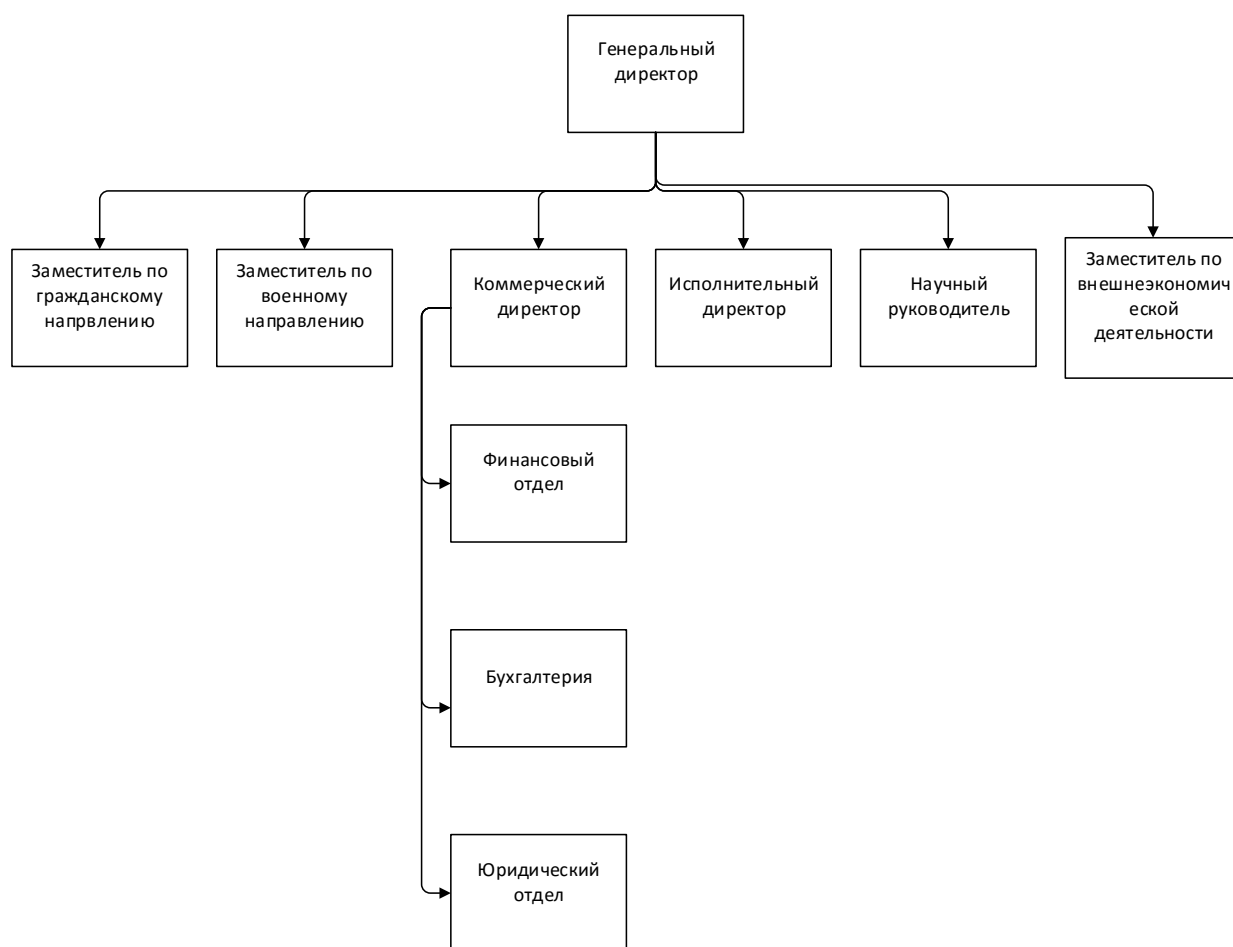 Генеральный
директор
Заместитель по
гражданскому
напрвлению
Заместитель по
военному
направлению
Коммерческий
директор
Исполнительный
директор
Научный
руководитель
Заместитель по
внешнеэкономич
еской
деятельности
Финансовый
отдел
Бухгалтерия
Юридический
отдел